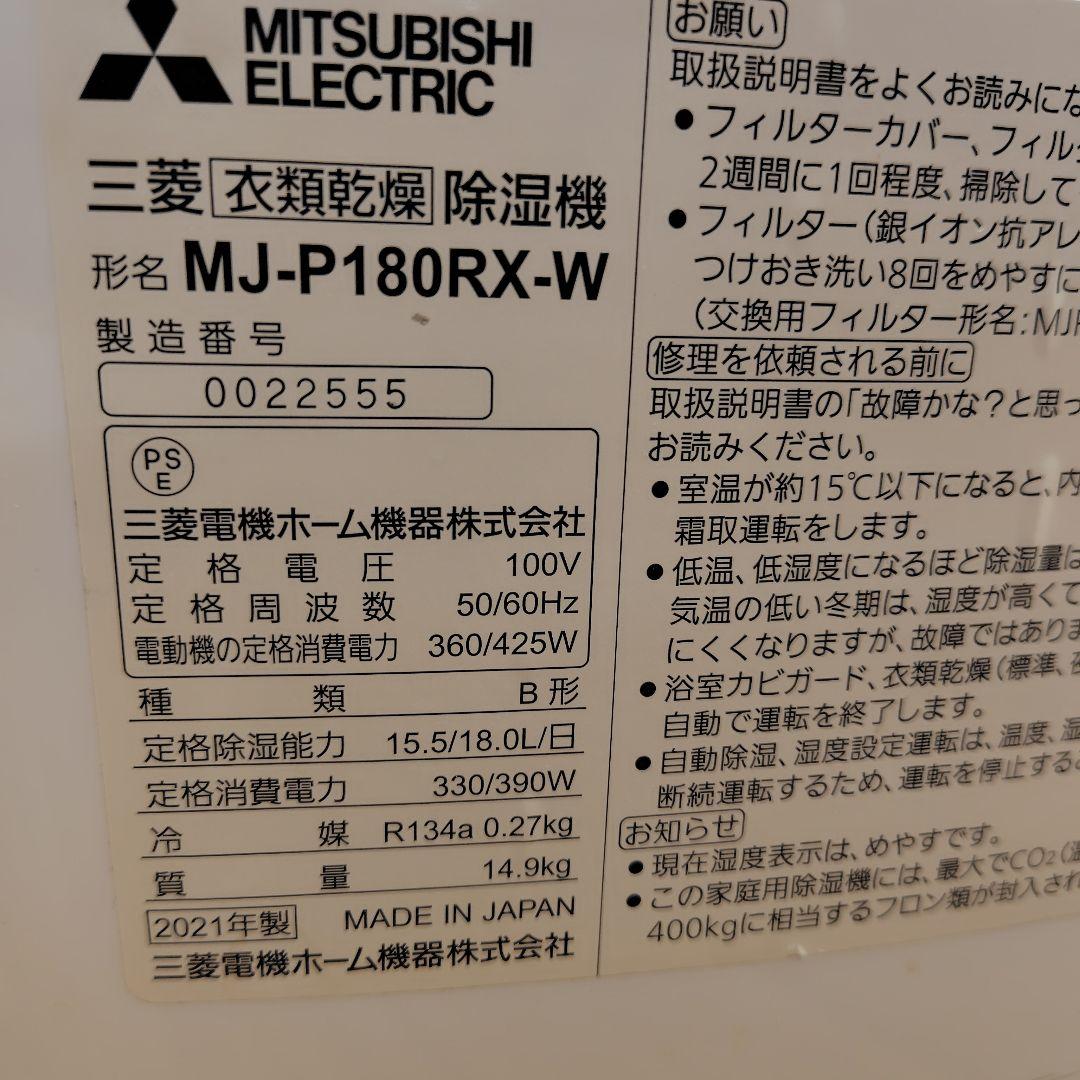 MITSUBISHI
ELECTRIC
三菱 衣類乾燥 除湿機
形名 MJ-P180RX-W
製造番号
0022555
PS
E
三菱電機ホーム機器株式会社
定格電圧 100V
定格周波数 50/60Hz
電動機の定格消費電力 360/425W
種類 B形
定格除湿能力 15.5/18.0L/日
定格消費電力 330/390W
冷媒 R134a 0.27kg
質量 14.9kg
2021年製 MADE IN JAPAN
三菱電機ホーム機器株式会社
お願い
取扱説明書をよくお読みにな
●フィルターカバー、フィル
2週間に1回程度、掃除して
●フィルター(銀イオン抗アレ
つけおき洗い8回をめやすに
(交換用フィルター形名:MJP
修理を依頼される前に
取扱説明書の「故障かな?と思っ
お読みください。
●室温が約15℃以下になると、内
霜取運転をします。
●低温、低湿度になるほど除湿量は
気温の低い冬期は、湿度が高くて
にくくなりますが、故障ではありま
●浴室カビガード、衣類乾燥(標準、
自動で運転を終了します。
●自動除湿、湿度設定運転は、温度、湿
断続運転するため、運転を停止する
お知らせ
●現在湿度表示は、めやすです。
●この家庭用除湿機には、最大でCO2(温
400kgに相当するフロン類が封入され